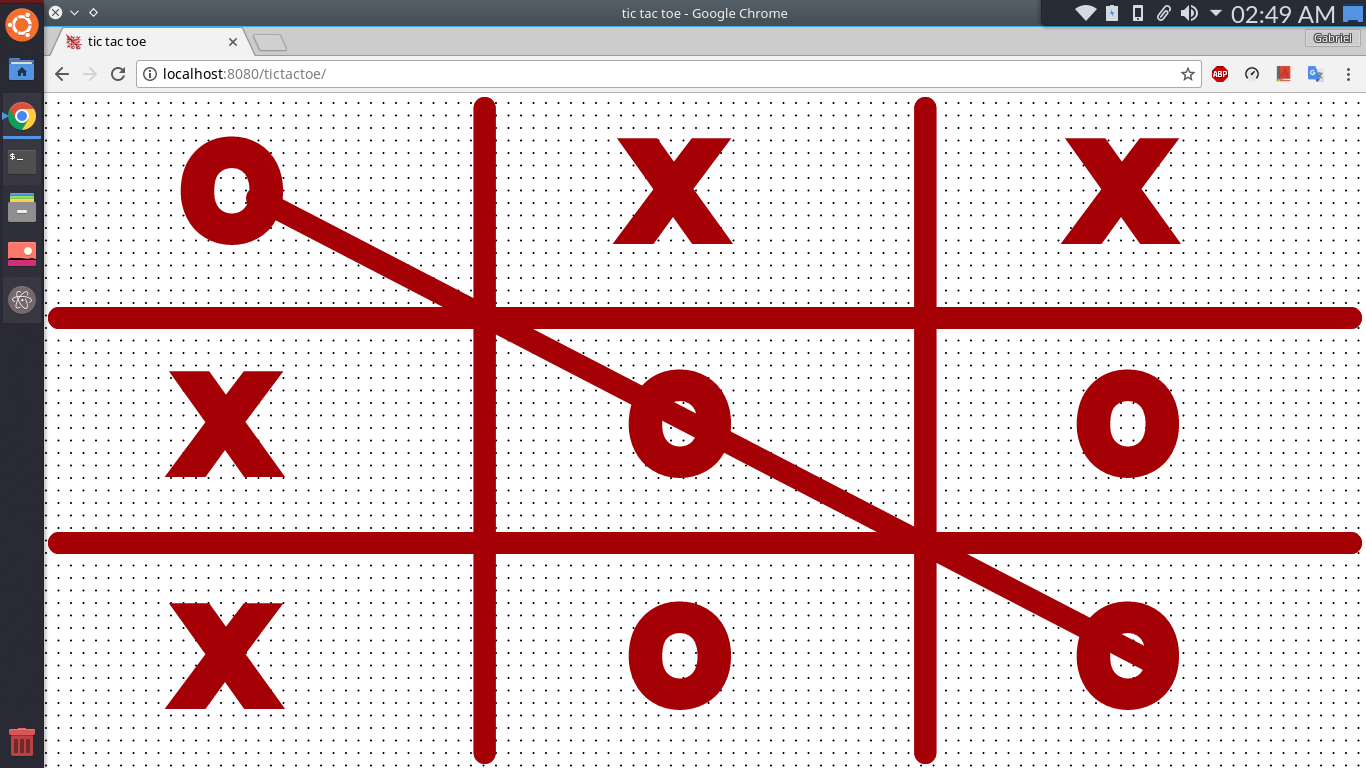 tic tac toe - Google Chrome
02:49 AM
tic tac toe
Gabriel
localhost:8080/tictactoe/
ABP
$_
O X X
X O O
X O O